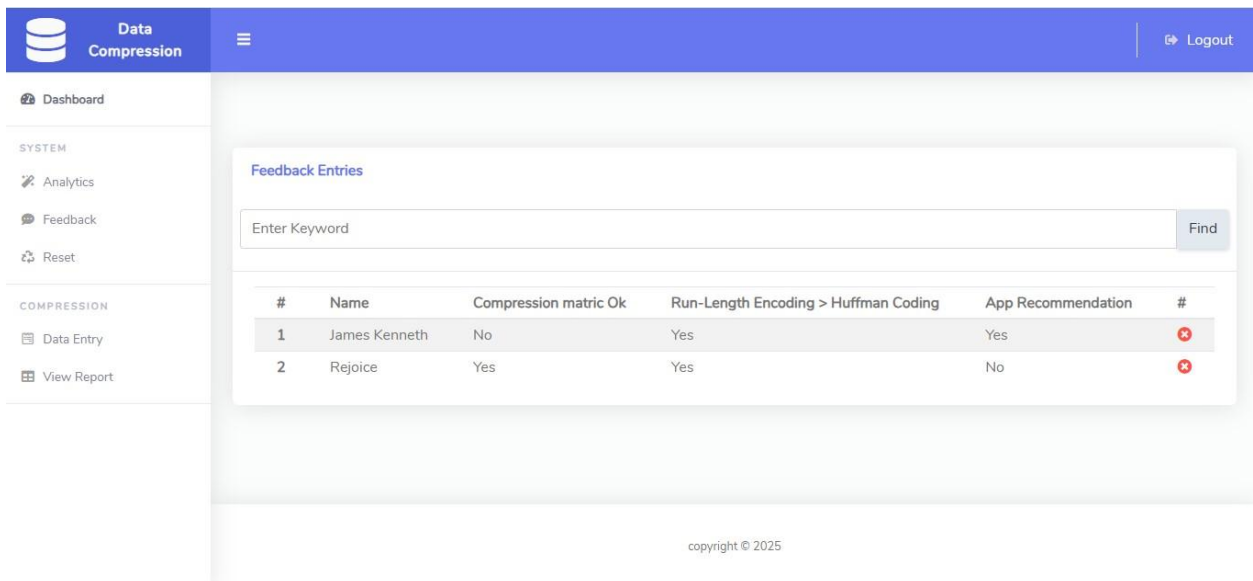 Data
Compression
Logout
Dashboard
SYSTEM
Analytics
Feedback
Reset
COMPRESSION
Data Entry
View Report
Feedback Entries
Enter Keyword
Find
# Name Compression matric Ok Run-Length Encoding > Huffman Coding App Recommendation #
1 James Kenneth No Yes Yes
2 Rejoice Yes Yes No
copyright © 2025